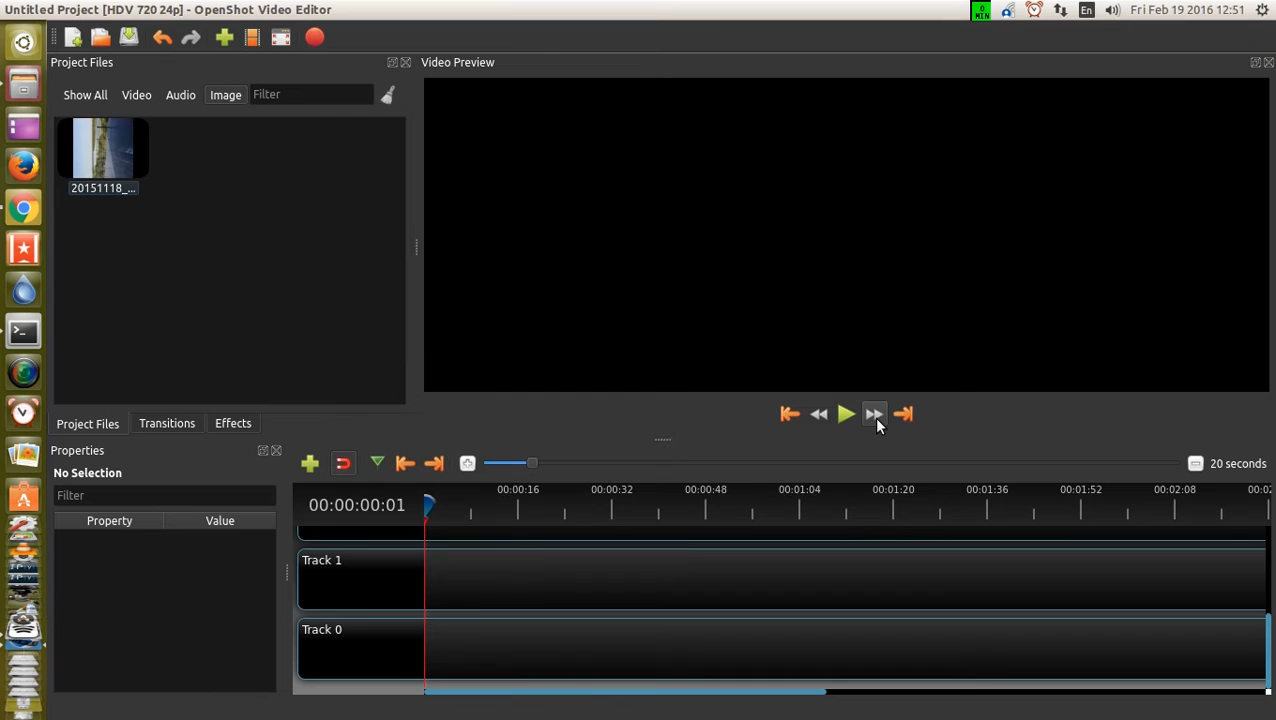 Untitled Project [HDV 720 24p] - OpenShot Video Editor
0 MIN
En
Fri Feb 19 2016 12:51
Project Files
Video Preview
Show All Video Audio Image Filter
20151118_...
Project Files Transitions Effects
Properties
No Selection
20 seconds
Filter
Property Value
00:00:00:01
00:00:16 00:00:32 00:00:48 00:01:04 00:01:20 00:01:36 00:01:52 00:02:08
Track 1
Track 0